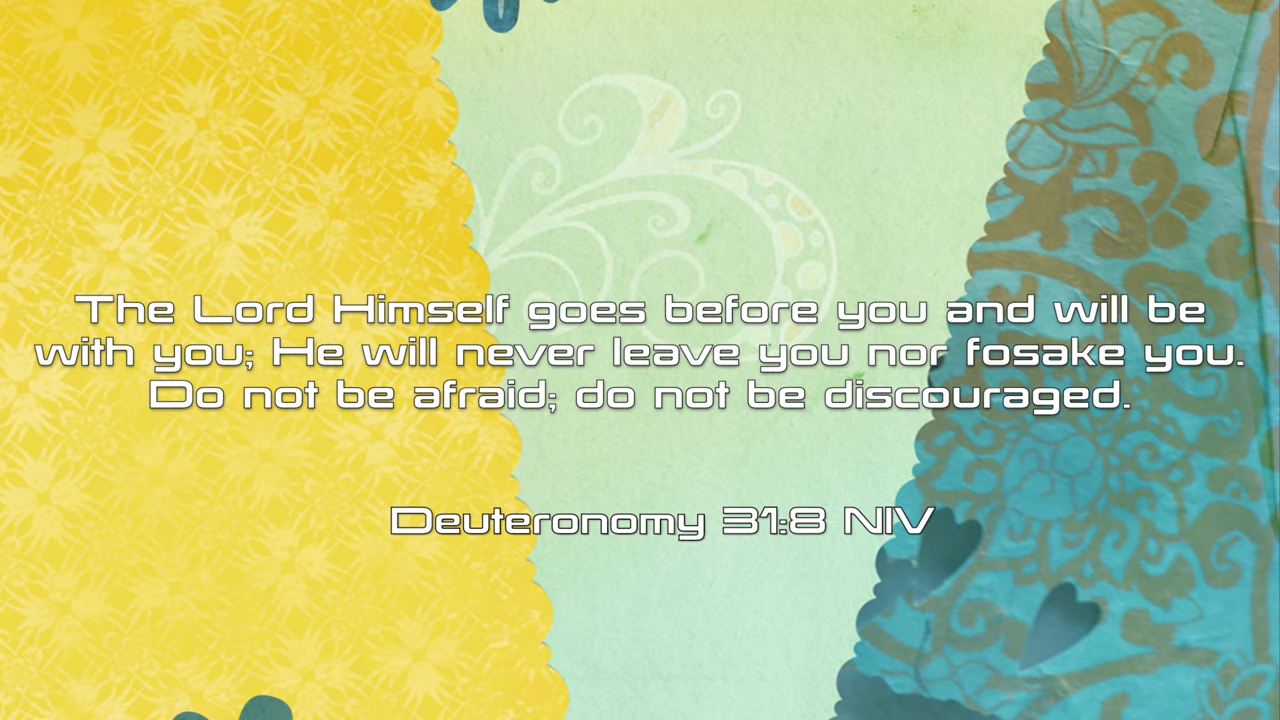 The Lord Himself goes before you and will be
with you; He will never leave you nor fosake you.
Do not be afraid; do not be discouraged.
Deuteronomy 31:8 NIV